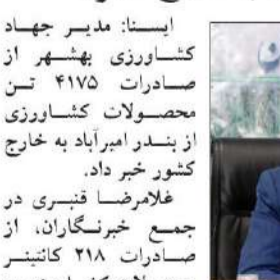 ایسنا: مدیر جهاد
کشاورزی بهشهر از
صادرات ۴۱۷۵ تن
محصولات کشاورزی
از بندر امیرآباد به خارج
کشور خبر داد.
غلامرضا قنبری در
جمع خبرنگاران، از
صادرات ۲۱۸ کانتینر